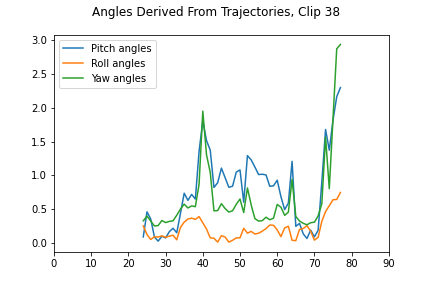 Angles Derived From Trajectories, Clip 38
Pitch angles
Roll angles
Yaw angles
3.0
2.5
2.0
1.5
1.0
0.5
0.0
0 10 20 30 40 50 60 70 80 90